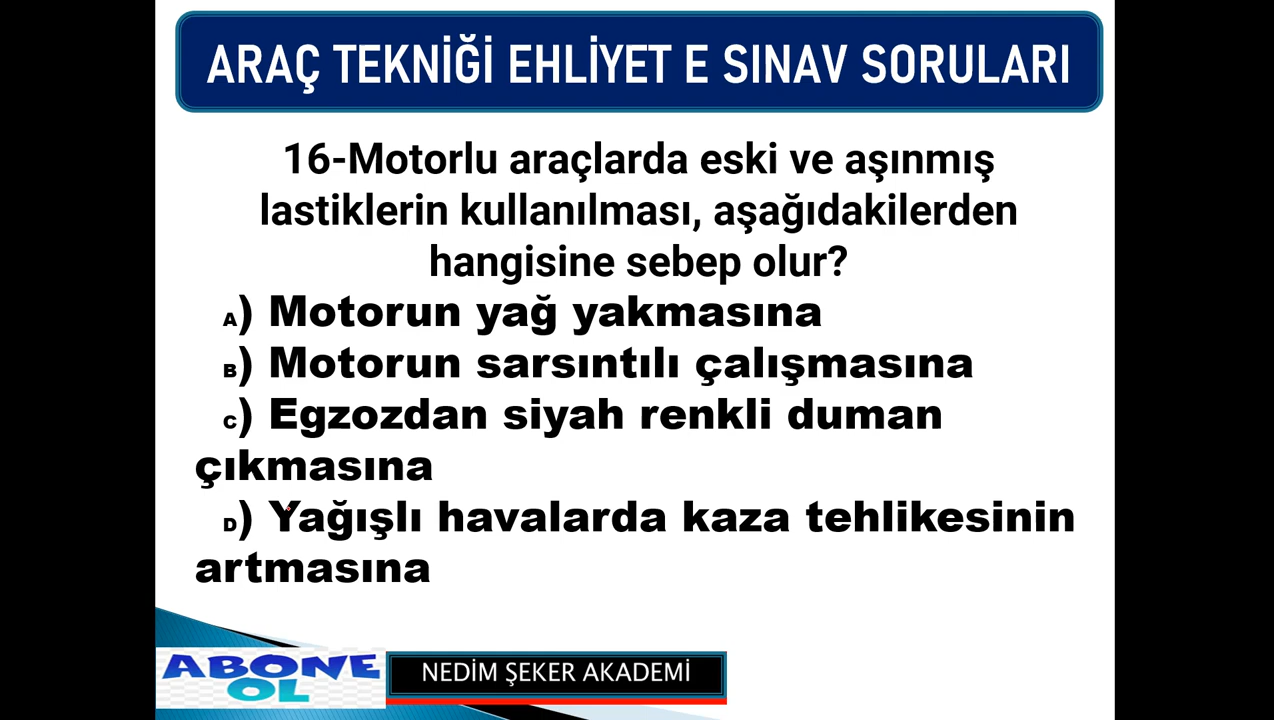 ARAÇ TEKNİĞİ EHLİYET E SINAV SORULARI
16-Motorlu araçlarda eski ve aşınmış
lastiklerin kullanılması, aşağıdakilerden
hangisine sebep olur?
A) Motorun yağ yakmasına
B) Motorun sarsıntılı çalışmasına
C) Egzozdan siyah renkli duman
çıkmasına
D) Yağışlı havalarda kaza tehlikesinin
artmasına
ABONE
OL
NEDİM ŞEKER AKADEMİ